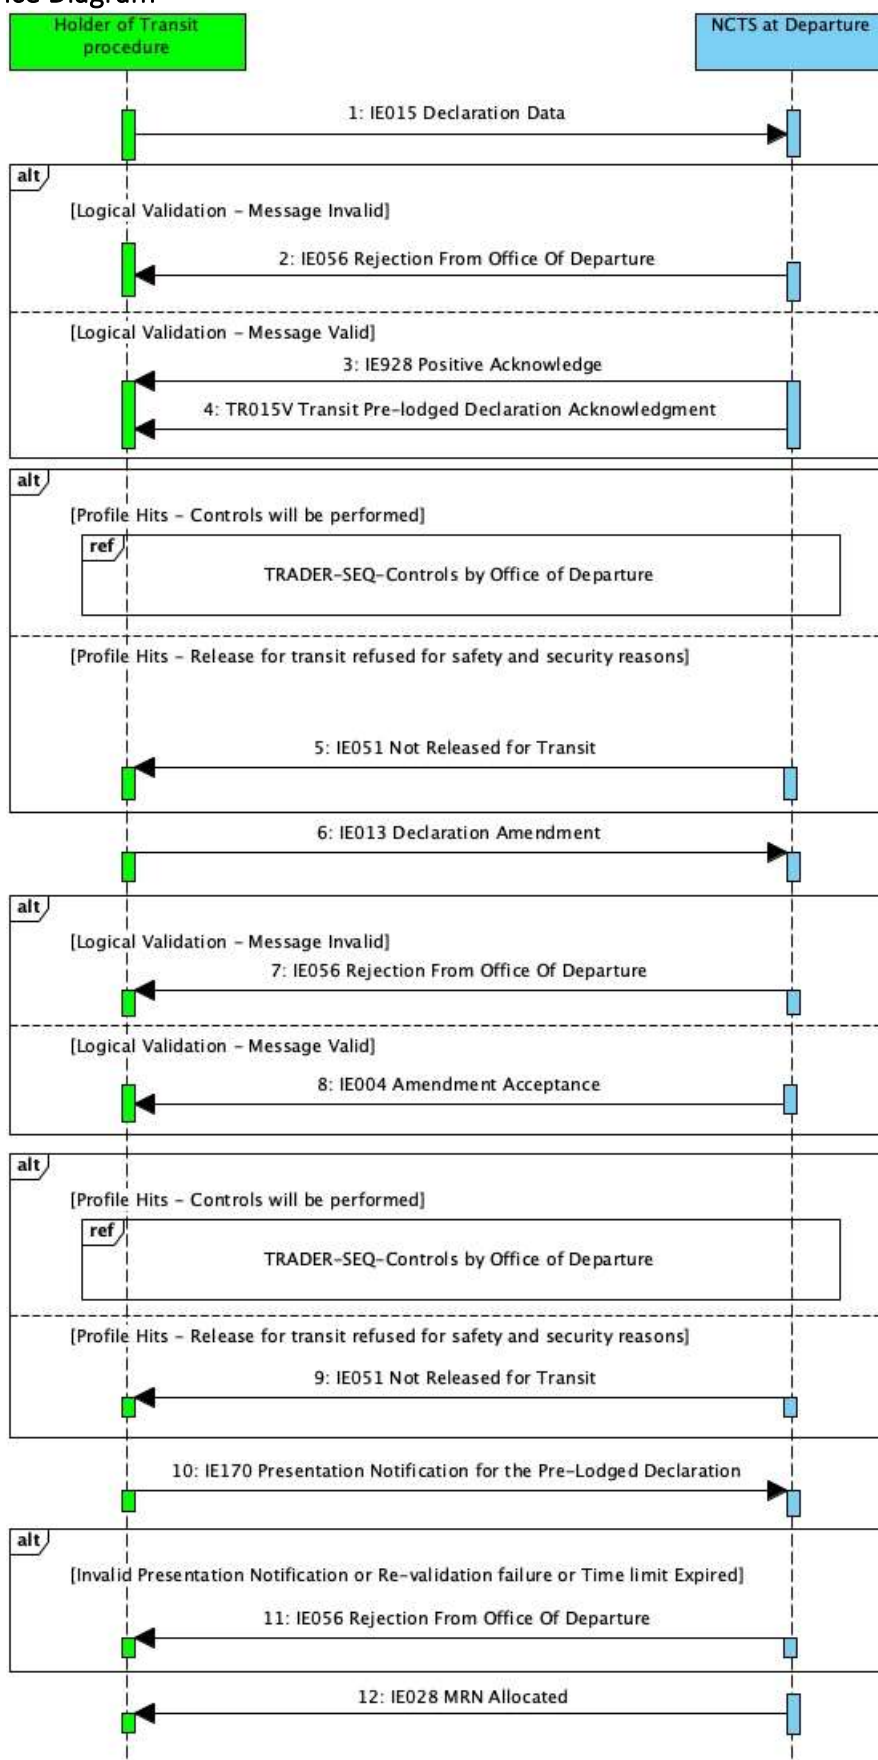 Holder of Transit
procedure
NCTS at Departure
1: IE015 Declaration Data
alt
[Logical Validation – Message Invalid]
2: IE056 Rejection From Office Of Departure
[Logical Validation – Message Valid]
3: IE928 Positive Acknowledge
4: TR015V Transit Pre-lodged Declaration Acknowledgment
alt
[Profile Hits – Controls will be performed]
ref
TRADER-SEQ-Controls by Office of Departure
[Profile Hits – Release for transit refused for safety and security reasons]
5: IE051 Not Released for Transit
6: IE013 Declaration Amendment
alt
[Logical Validation – Message Invalid]
7: IE056 Rejection From Office Of Departure
[Logical Validation – Message Valid]
8: IE004 Amendment Acceptance
alt
[Profile Hits – Controls will be performed]
ref
TRADER-SEQ-Controls by Office of Departure
[Profile Hits – Release for transit refused for safety and security reasons]
9: IE051 Not Released for Transit
10: IE170 Presentation Notification for the Pre-Lodged Declaration
alt
[Invalid Presentation Notification or Re-validation failure or Time limit Expired]
11: IE056 Rejection From Office Of Departure
12: IE028 MRN Allocated